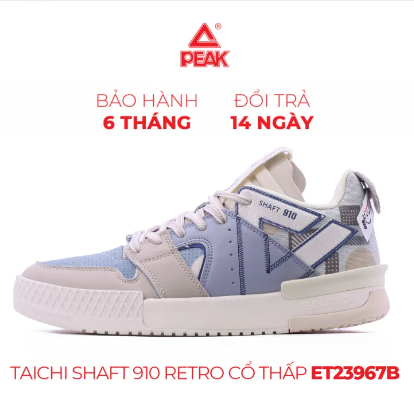 PEAK®
BẢO HÀNH
6 THÁNG
ĐỔI TRẢ
14 NGÀY
SHAFT 910
TAICHI SHAFT 910 RETRO CỔ THẤP ET23967B